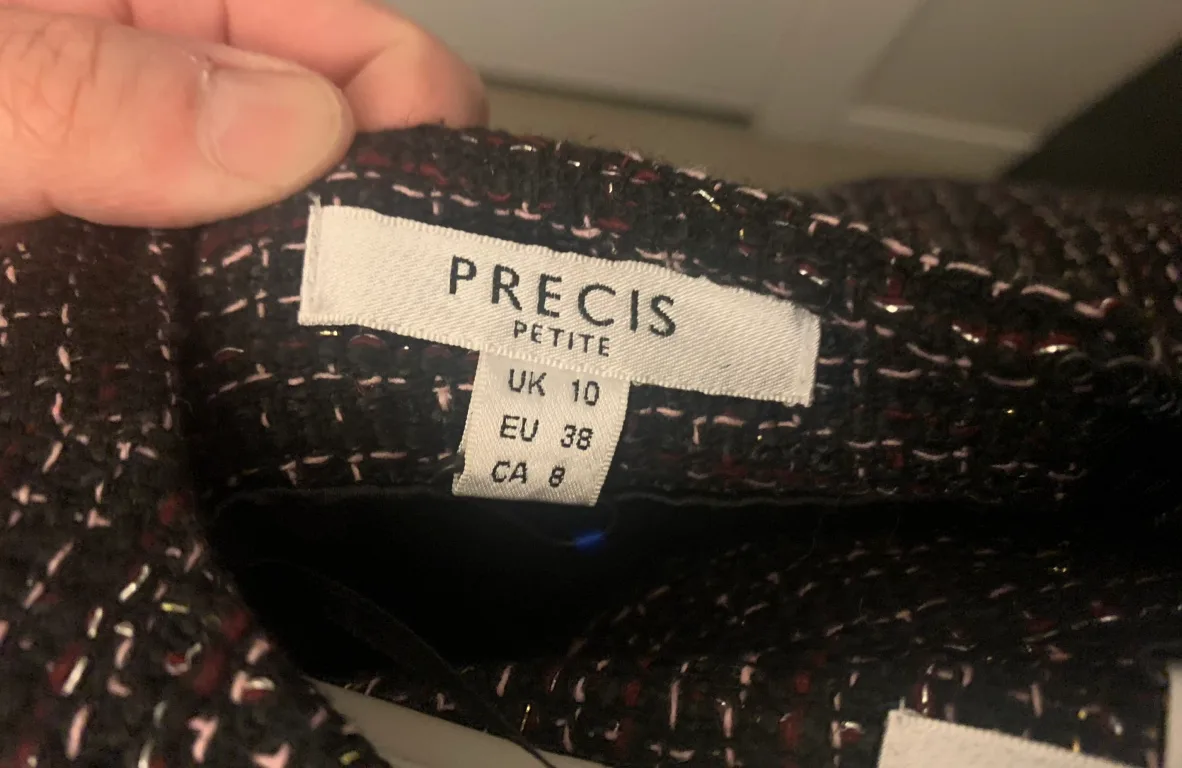 PRECIS
PETITE
UK 10
EU 38
CA 8